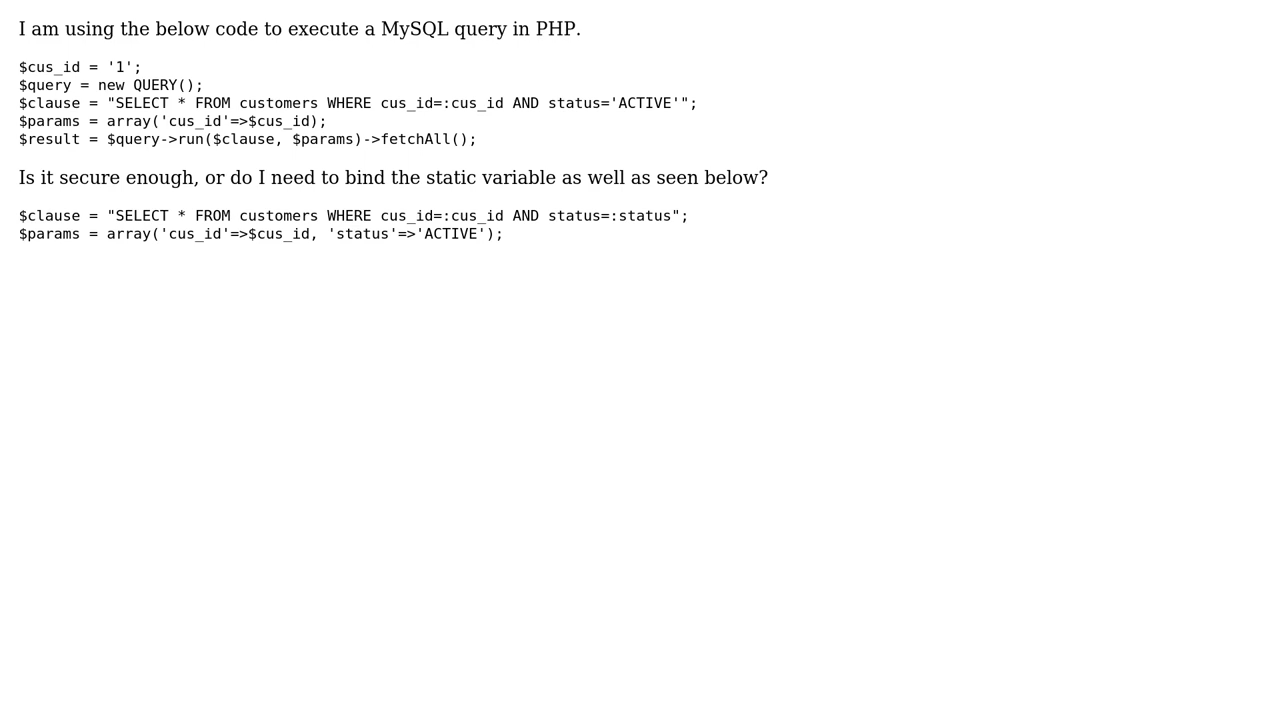 I am using the below code to execute a MySQL query in PHP.
$cus_id = '1';
$query = new QUERY();
$clause = "SELECT * FROM customers WHERE cus_id=:cus_id AND status='ACTIVE'";
$params = array('cus_id'=>$cus_id);
$result = $query->run($clause, $params)->fetchAll();
Is it secure enough, or do I need to bind the static variable as well as seen below?
$clause = "SELECT * FROM customers WHERE cus_id=:cus_id AND status=:status";
$params = array('cus_id'=>$cus_id, 'status'=>'ACTIVE');